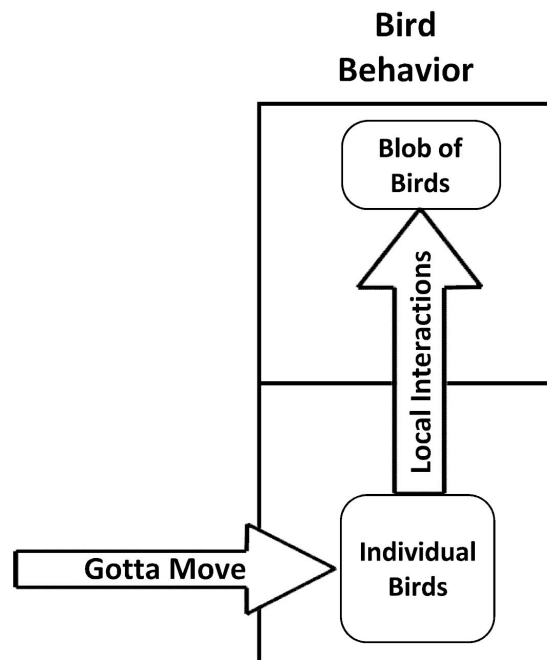 Bird
Behavior
Blob of
Birds
Local Interactions
Gotta Move
Individual
Birds